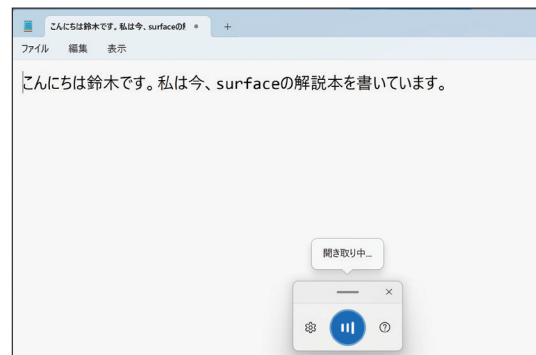 こんにちは鈴木です。私は今、surfaceの
ファイル 編集 表示
こんにちは鈴木です。私は今、surfaceの解説本を書いています。
聞き取り中...